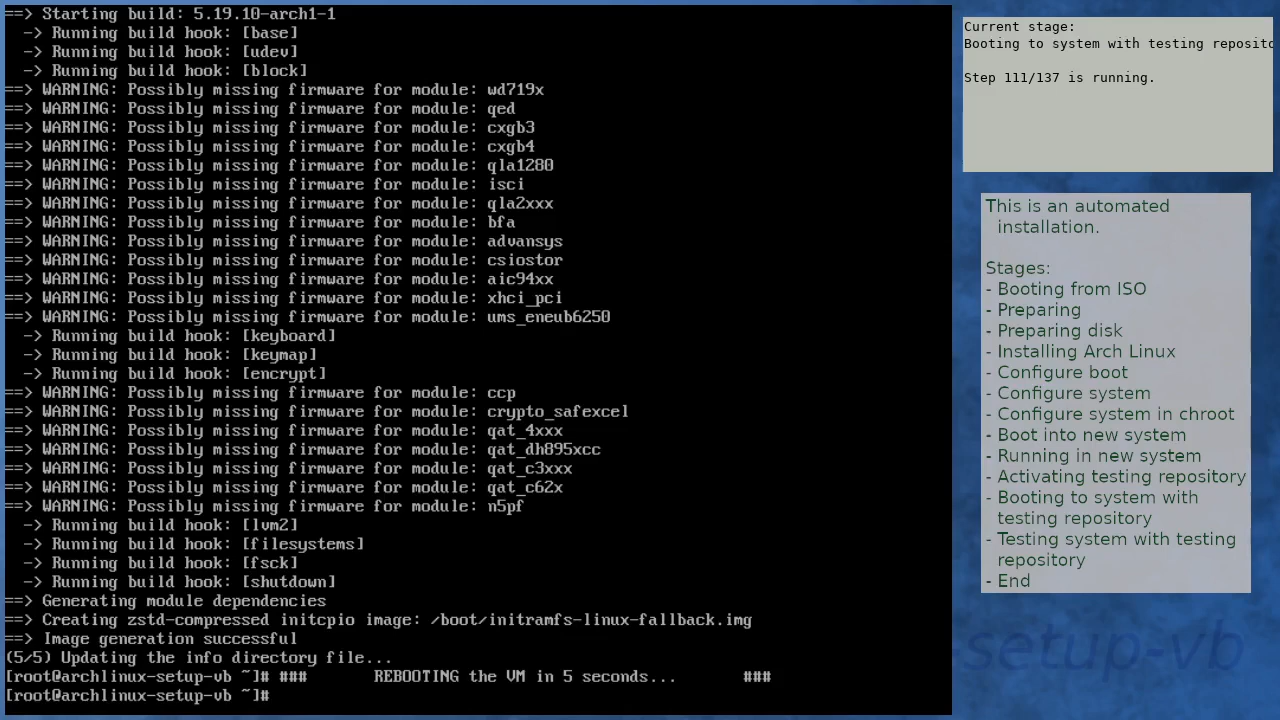 ==> Starting build: 5.19.10-arch1-1
  -> Running build hook: [base]
  -> Running build hook: [udev]
  -> Running build hook: [block]
==> WARNING: Possibly missing firmware for module: wd719x
==> WARNING: Possibly missing firmware for module: qed
==> WARNING: Possibly missing firmware for module: cxgb3
==> WARNING: Possibly missing firmware for module: cxgb4
==> WARNING: Possibly missing firmware for module: qla1280
==> WARNING: Possibly missing firmware for module: isci
==> WARNING: Possibly missing firmware for module: qla2xxx
==> WARNING: Possibly missing firmware for module: bfa
==> WARNING: Possibly missing firmware for module: advansys
==> WARNING: Possibly missing firmware for module: csiostor
==> WARNING: Possibly missing firmware for module: aic94xx
==> WARNING: Possibly missing firmware for module: xhci_pci
==> WARNING: Possibly missing firmware for module: ums_eneub6250
  -> Running build hook: [keyboard]
  -> Running build hook: [keymap]
  -> Running build hook: [encrypt]
==> WARNING: Possibly missing firmware for module: ccp
==> WARNING: Possibly missing firmware for module: crypto_safexcel
==> WARNING: Possibly missing firmware for module: qat_4xxx
==> WARNING: Possibly missing firmware for module: qat_dh895xcc
==> WARNING: Possibly missing firmware for module: qat_c3xxx
==> WARNING: Possibly missing firmware for module: qat_c62x
==> WARNING: Possibly missing firmware for module: n5pf
  -> Running build hook: [lvm2]
  -> Running build hook: [filesystems]
  -> Running build hook: [fsck]
  -> Running build hook: [shutdown]
==> Generating module dependencies
==> Creating zstd-compressed initcpio image: /boot/initramfs-linux-fallback.img
==> Image generation successful
(5/5) Updating the info directory file...
[root@archlinux-setup-vb ~]# ###       REBOOTING the VM in 5 seconds...       ###
[root@archlinux-setup-vb ~]#
Current stage:
Booting to system with testing reposito
Step 111/137 is running.
This is an automated
installation.
Stages:
- Booting from ISO
- Preparing
- Preparing disk
- Installing Arch Linux
- Configure boot
- Configure system
- Configure system in chroot
- Boot into new system
- Running in new system
- Activating testing repository
- Booting to system with
testing repository
- Testing system with testing
repository
- End
-setup-vb